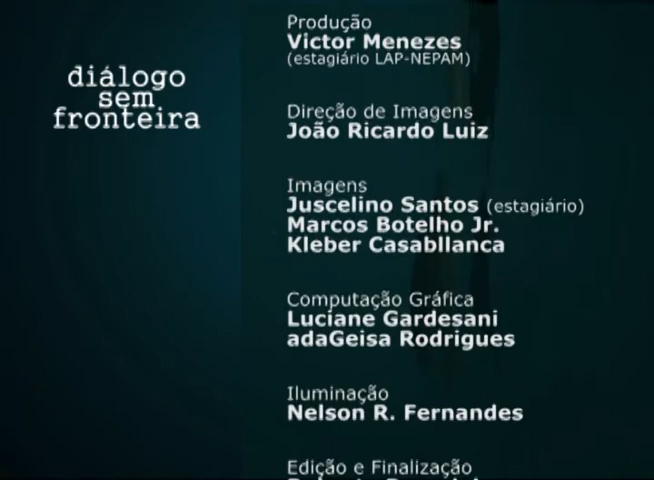 diálogo
sem
fronteira
Produção
Victor Menezes
(estagiário LAP-NEPAM)
Direção de Imagens
João Ricardo Luiz
Imagens
Juscelino Santos (estagiário)
Marcos Botelho Jr.
Kleber Casabllanca
Computação Gráfica
Luciane Gardesani
adaGeisa Rodrigues
Iluminação
Nelson R. Fernandes
Edição e Finalização